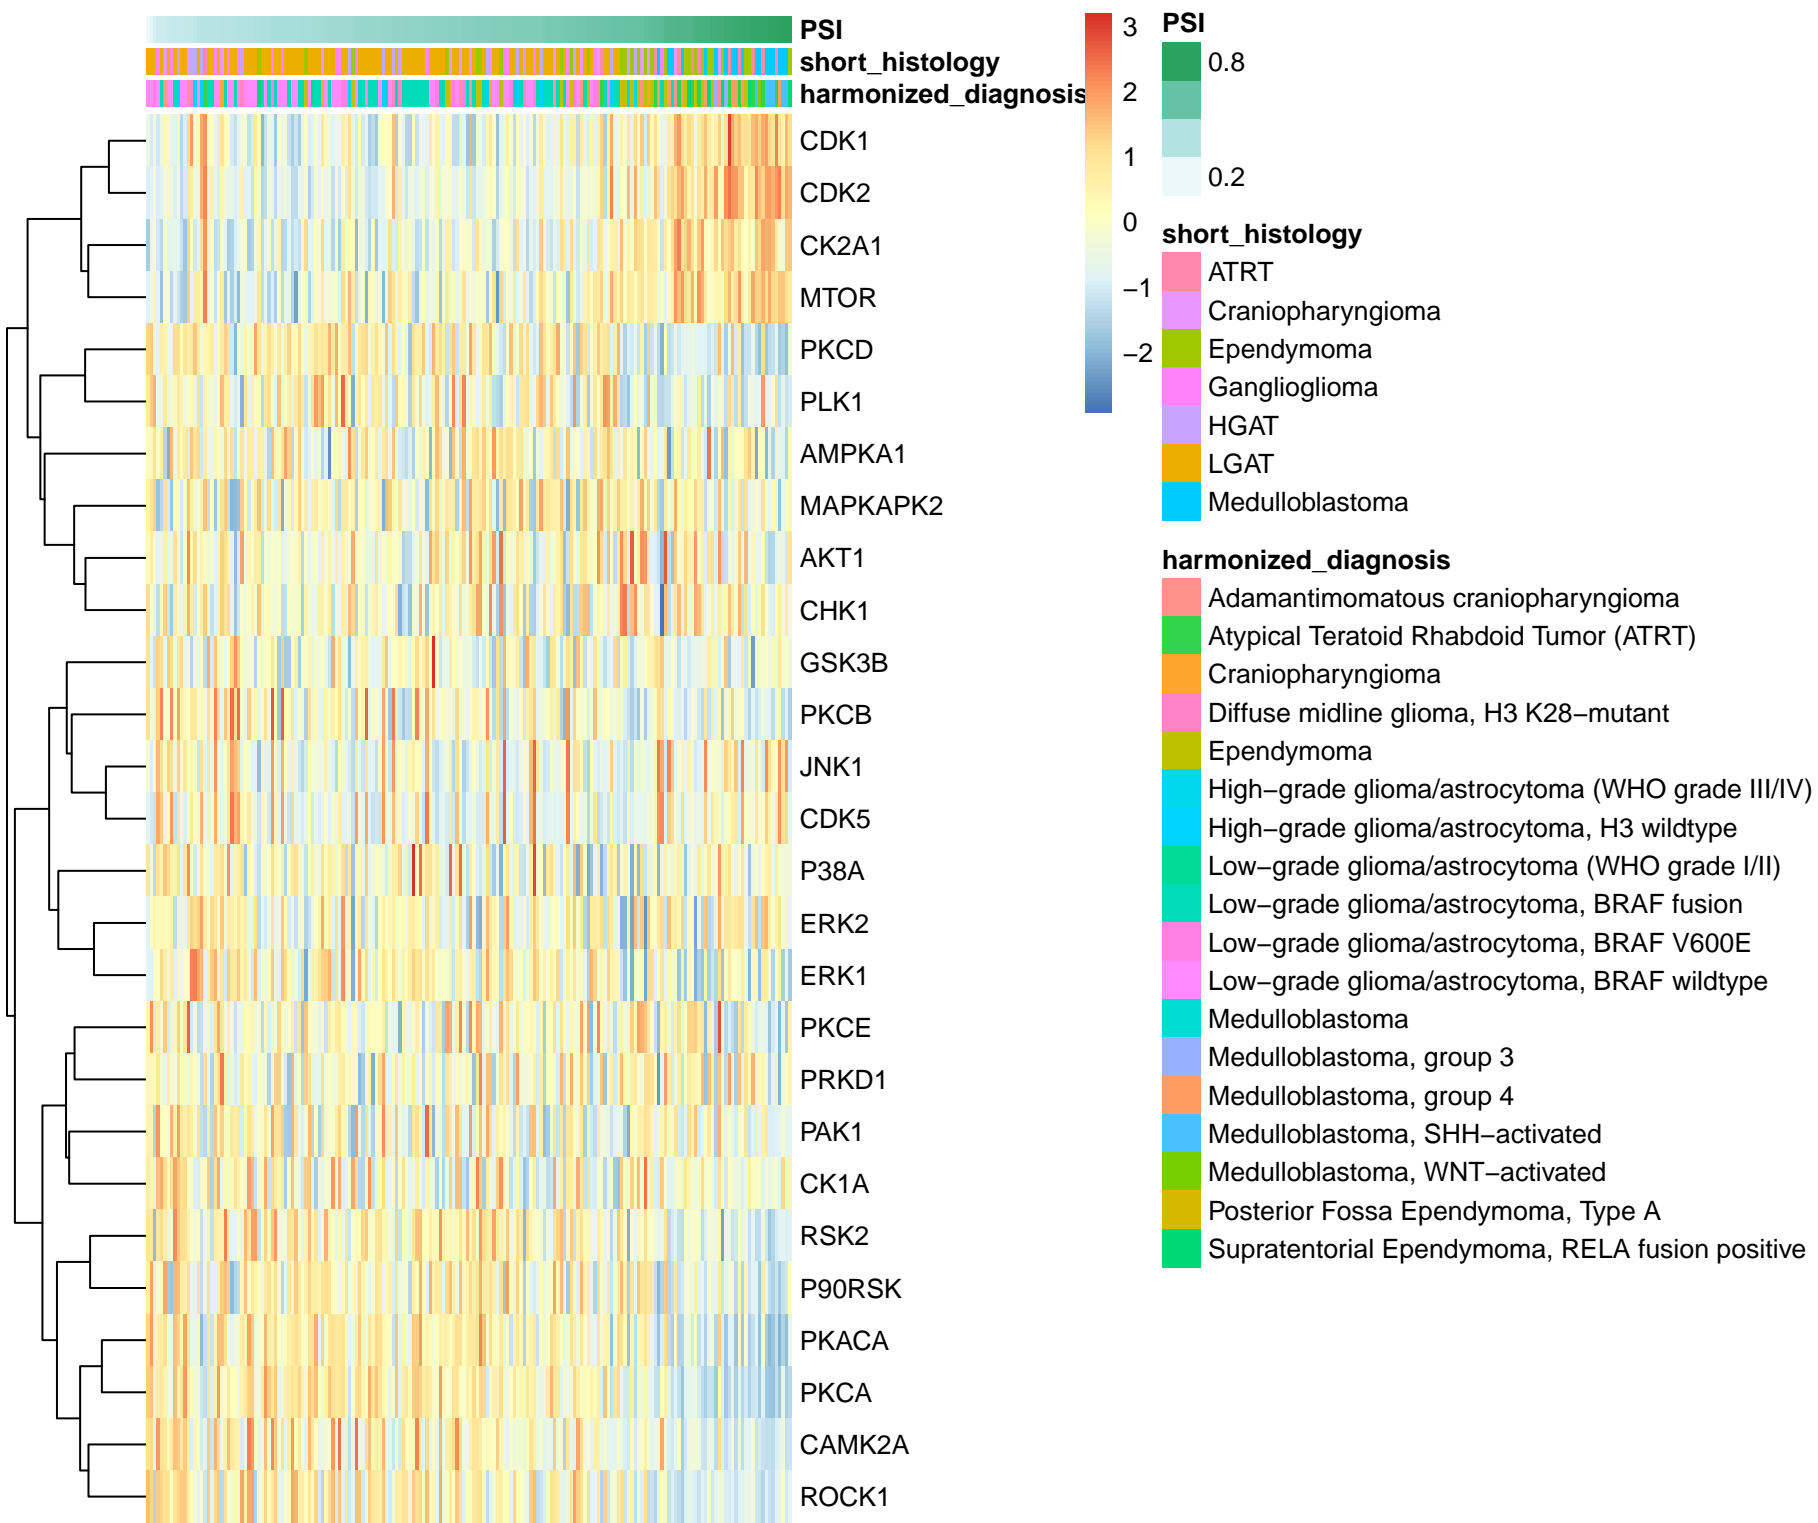 PSI
short_histology
harmonized_diagnosis
CDK1
CDK2
CK2A1
MTOR
PKCD
PLK1
AMPKA1
MAPKAPK2
AKT1
CHK1
GSK3B
PKCB
JNK1
CDK5
P38A
ERK2
ERK1
PKCE
PRKD1
PAK1
CK1A
RSK2
P90RSK
PKACA
PKCA
CAMK2A
ROCK1
3
2
1
0
−1
−2
PSI
0.8
0.2
short_histology
ATRT
Craniopharyngioma
Ependymoma
Ganglioglioma
HGAT
LGAT
Medulloblastoma
harmonized_diagnosis
Adamantimomatous craniopharyngioma
Atypical Teratoid Rhabdoid Tumor (ATRT)
Craniopharyngioma
Diffuse midline glioma, H3 K28−mutant
Ependymoma
High−grade glioma/astrocytoma (WHO grade III/IV)
High−grade glioma/astrocytoma, H3 wildtype
Low−grade glioma/astrocytoma (WHO grade I/II)
Low−grade glioma/astrocytoma, BRAF fusion
Low−grade glioma/astrocytoma, BRAF V600E
Low−grade glioma/astrocytoma, BRAF wildtype
Medulloblastoma
Medulloblastoma, group 3
Medulloblastoma, group 4
Medulloblastoma, SHH−activated
Medulloblastoma, WNT−activated
Posterior Fossa Ependymoma, Type A
Supratentorial Ependymoma, RELA fusion positive